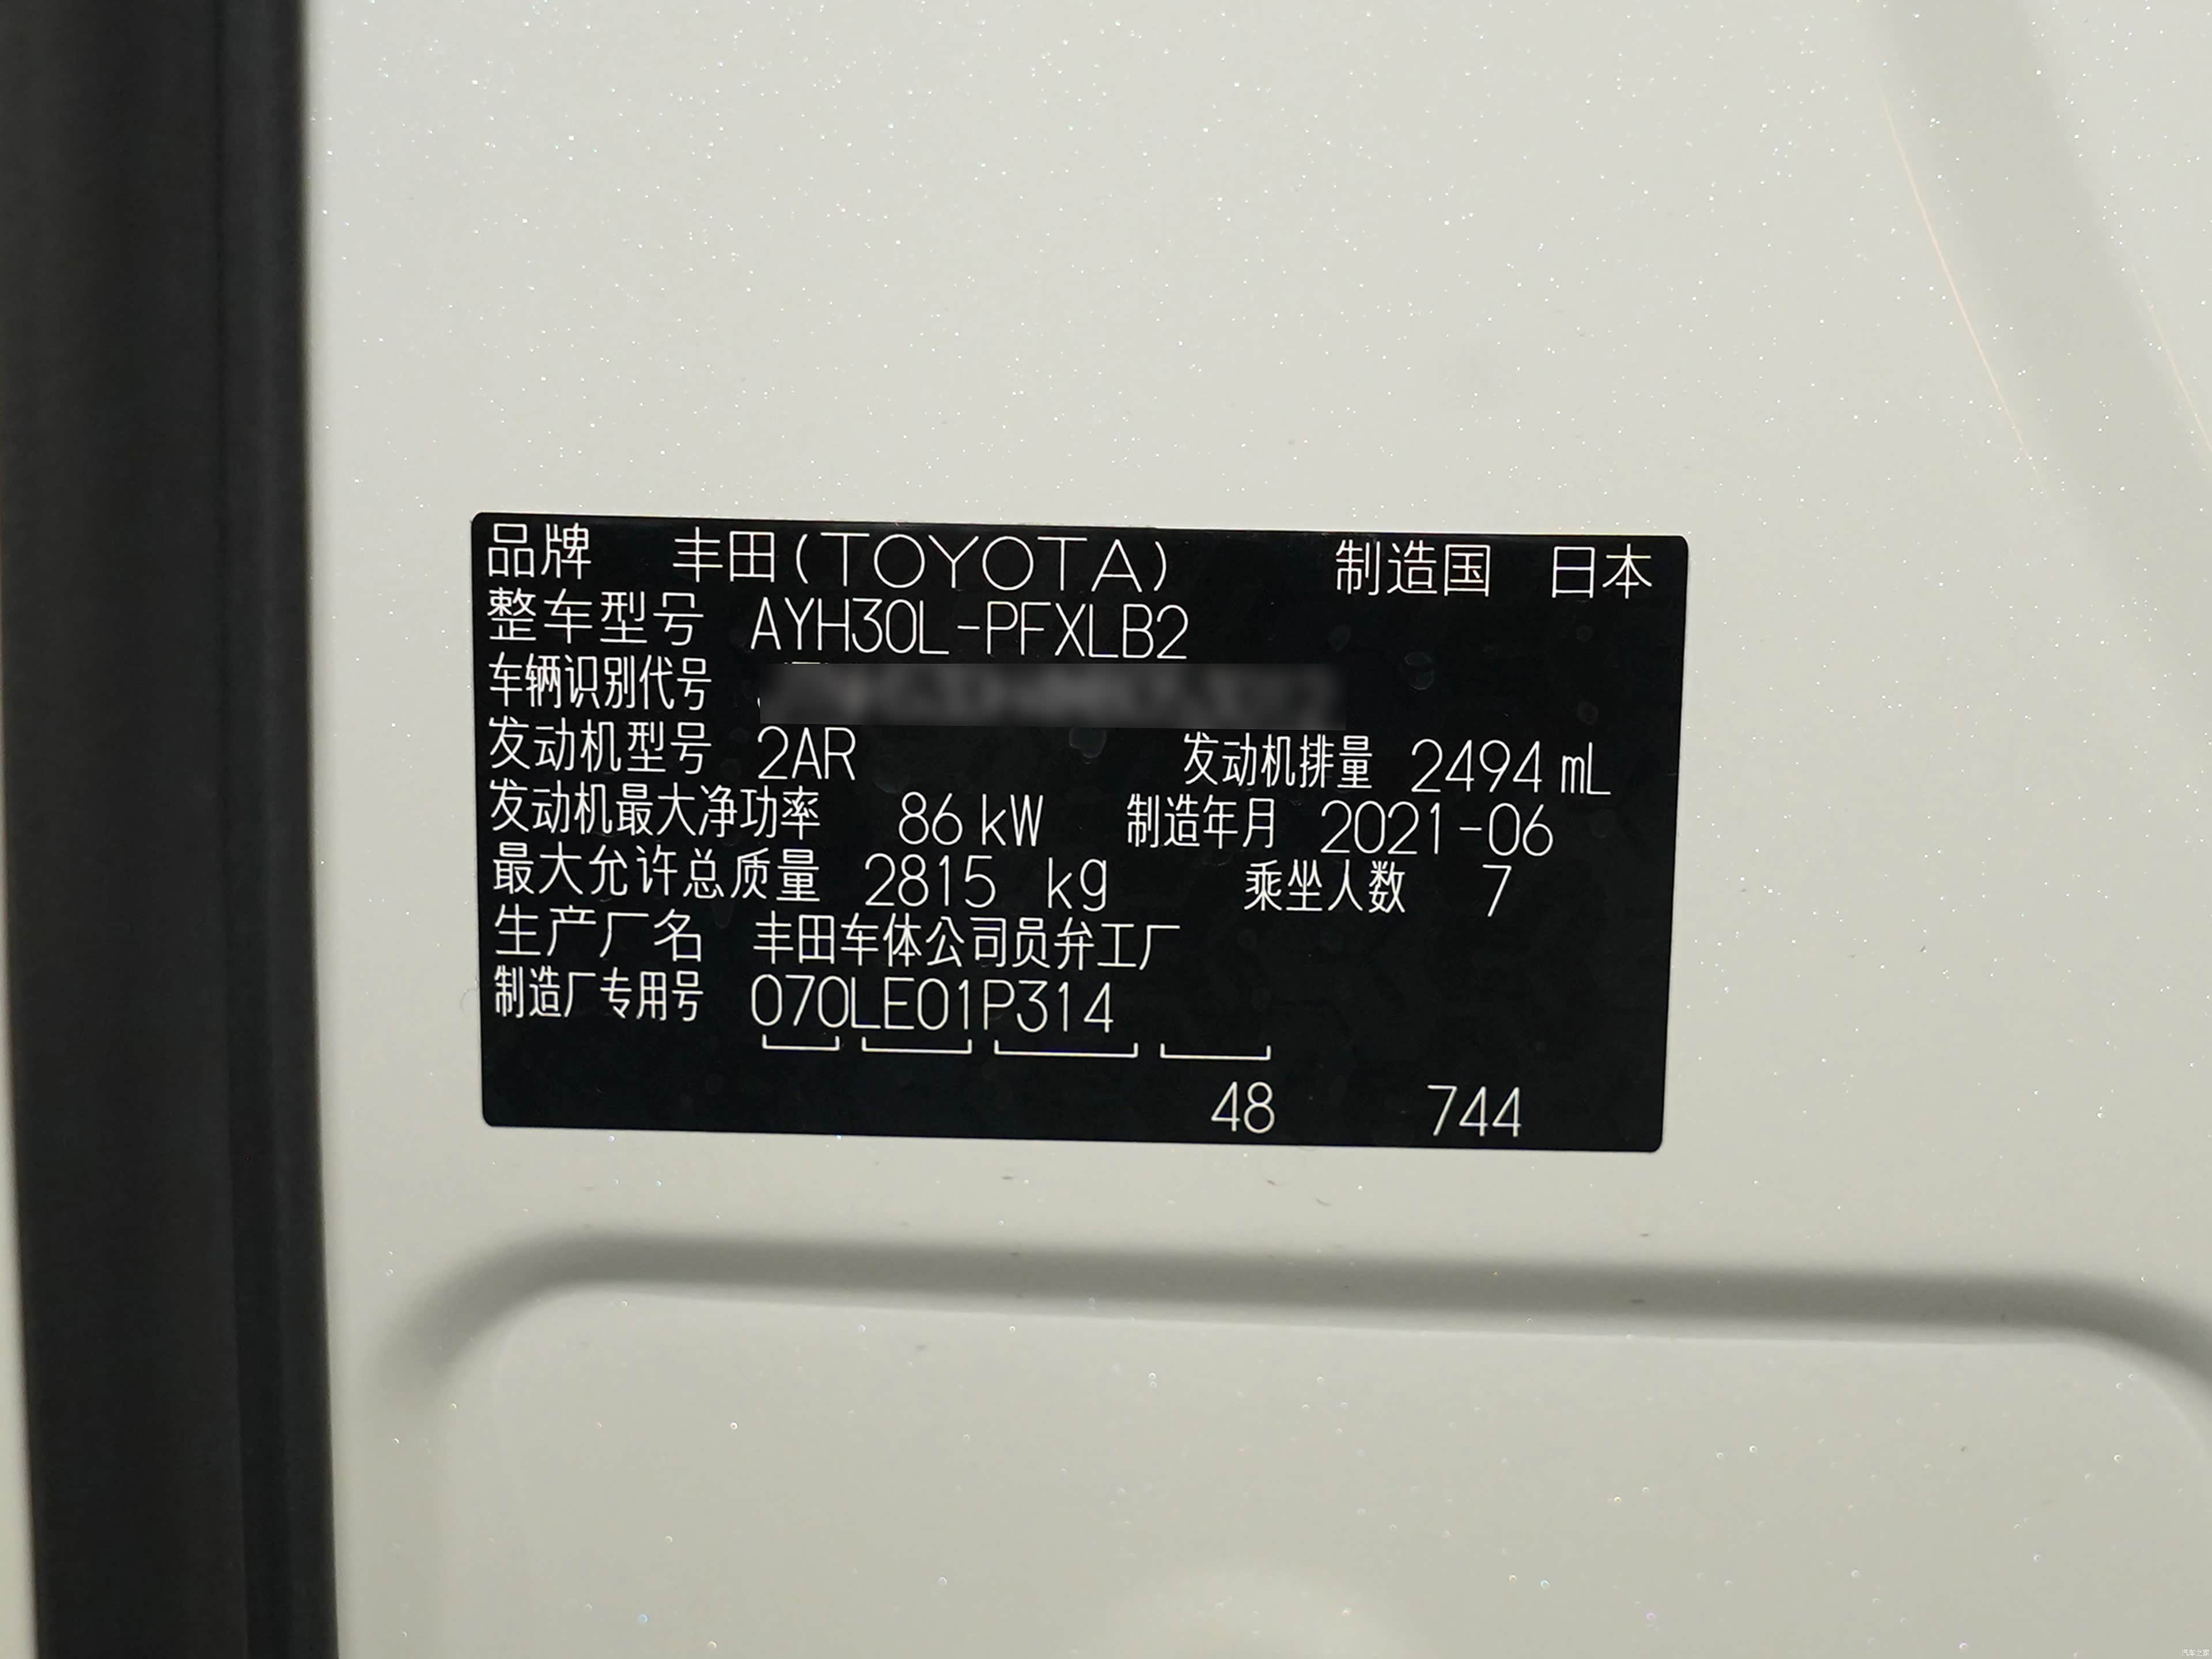 品牌 丰田(TOYOTA) 制造国 日本
整车型号 AYH30L-PFXLB2
车辆识别代号
发动机型号 2AR 发动机排量 2494 mL
发动机最大净功率 86 kW 制造年月 2021-06
最大允许总质量 2815 kg 乘坐人数 7
生产厂名 丰田车体公司员弁工厂
制造厂专用号 070LE01P314
48 744
汽车之家